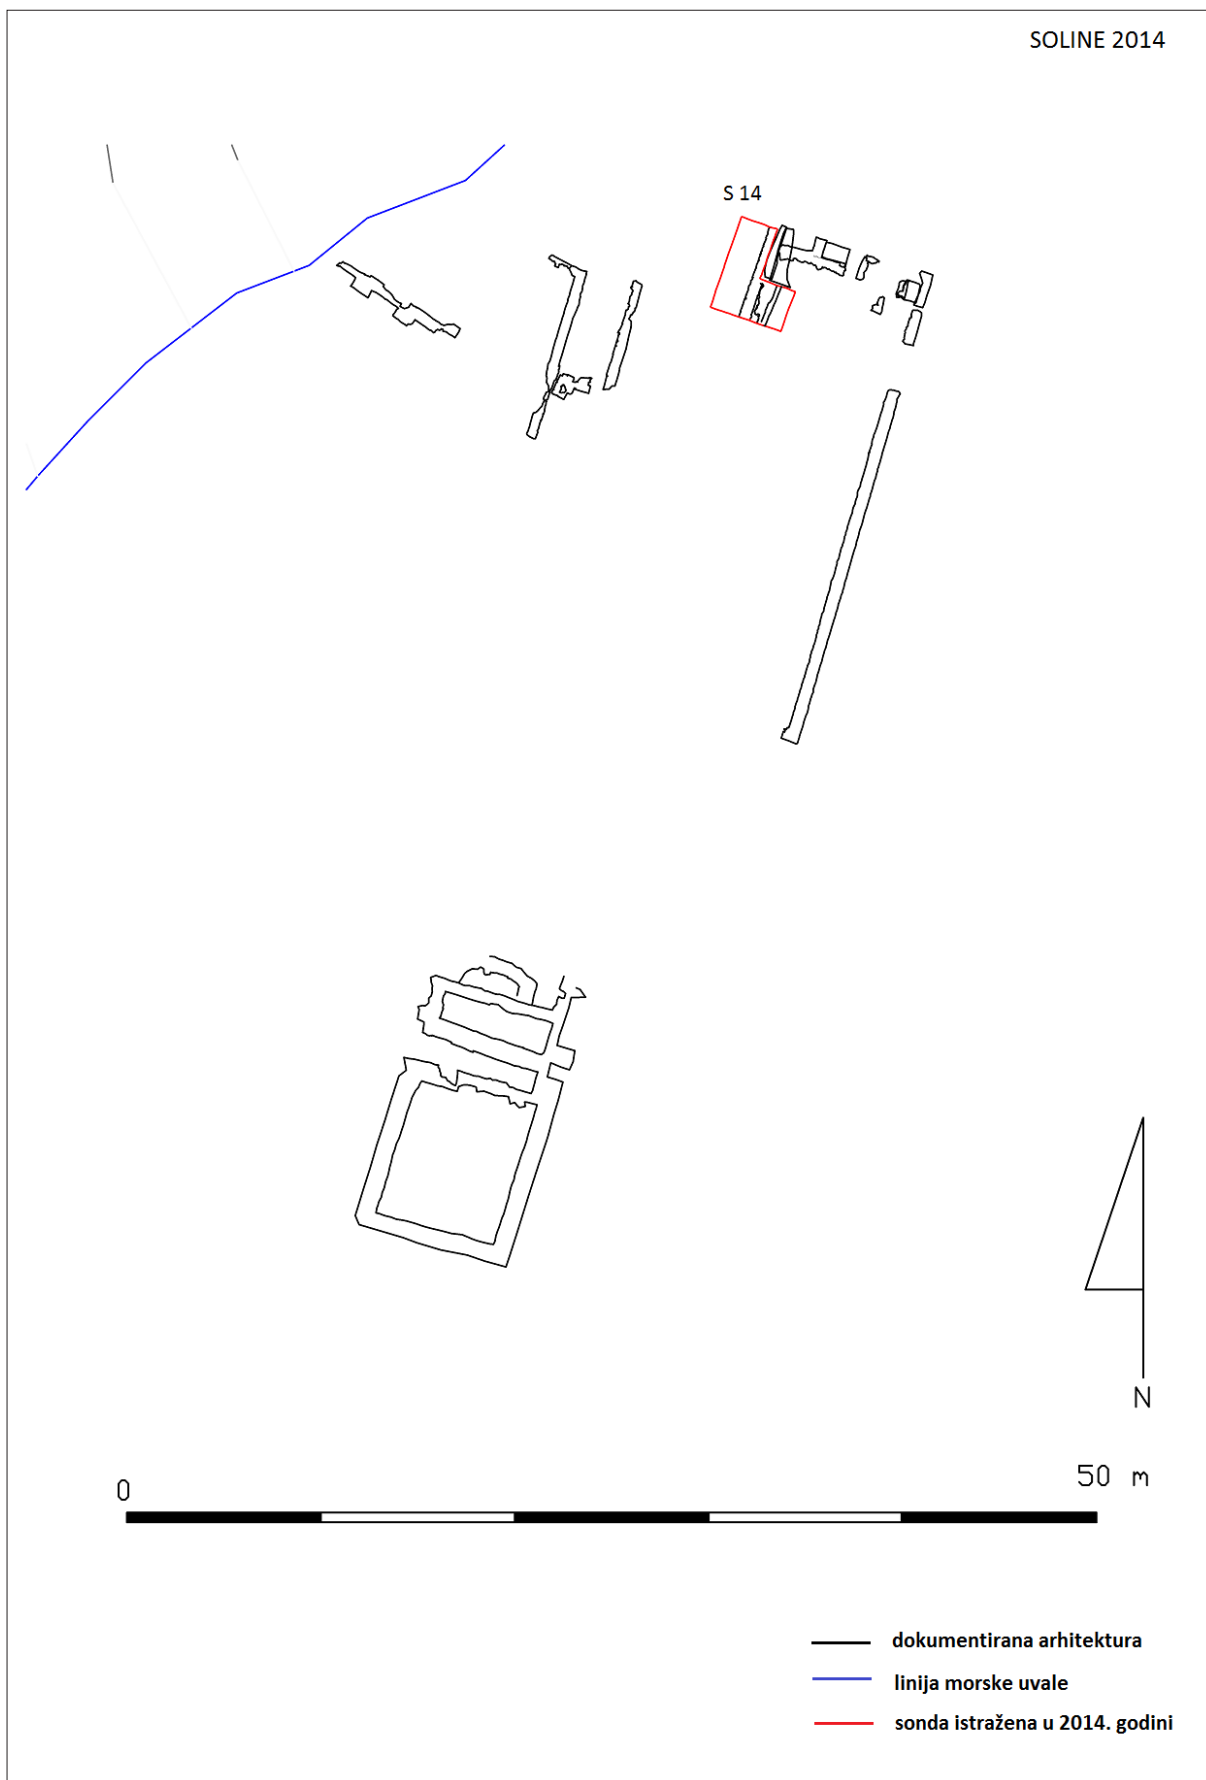 SOLINE 2014
S 14
N
0
50 m
dokumentirana arhitektura
linija morske uvale
sonda istražena u 2014. godini